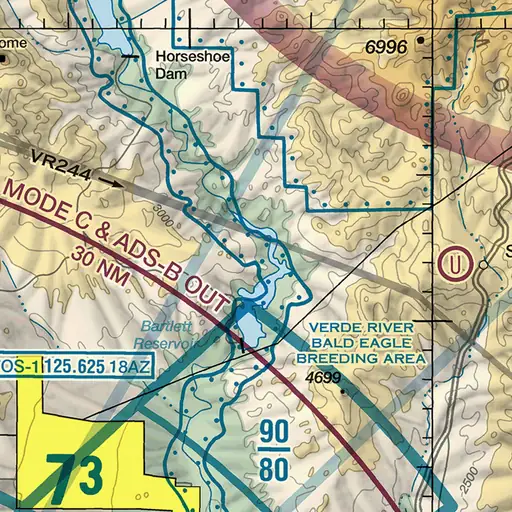 ome
6996
Horseshoe
Dam
VR244
3000
MODE C & ADS-B OUT
30 NM
U
S
Bartlett
Reservoir
VERDE RIVER
BALD EAGLE
BREEDING AREA
OS-1 125.625 18AZ
4699
90
80
73
2500